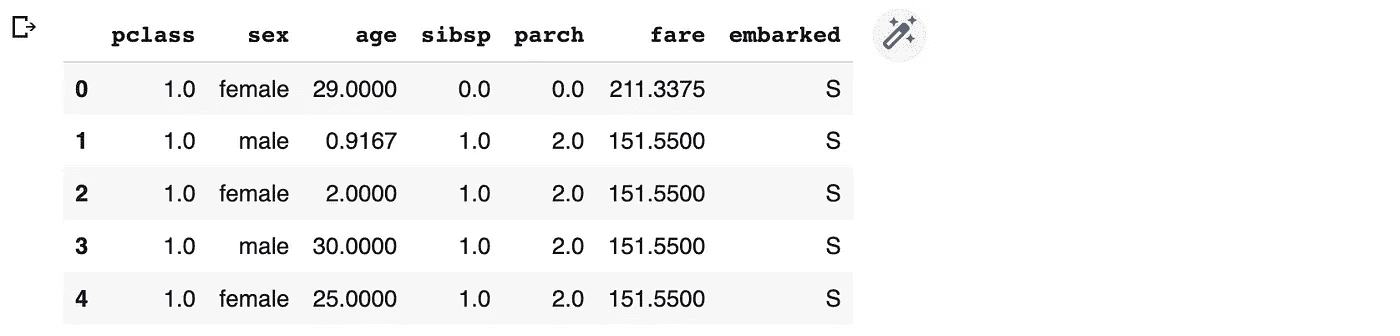 pclass sex age sibsp parch fare embarked
0 1.0 female 29.0000 0.0 0.0 211.3375 S
1 1.0 male 0.9167 1.0 2.0 151.5500 S
2 1.0 female 2.0000 1.0 2.0 151.5500 S
3 1.0 male 30.0000 1.0 2.0 151.5500 S
4 1.0 female 25.0000 1.0 2.0 151.5500 S